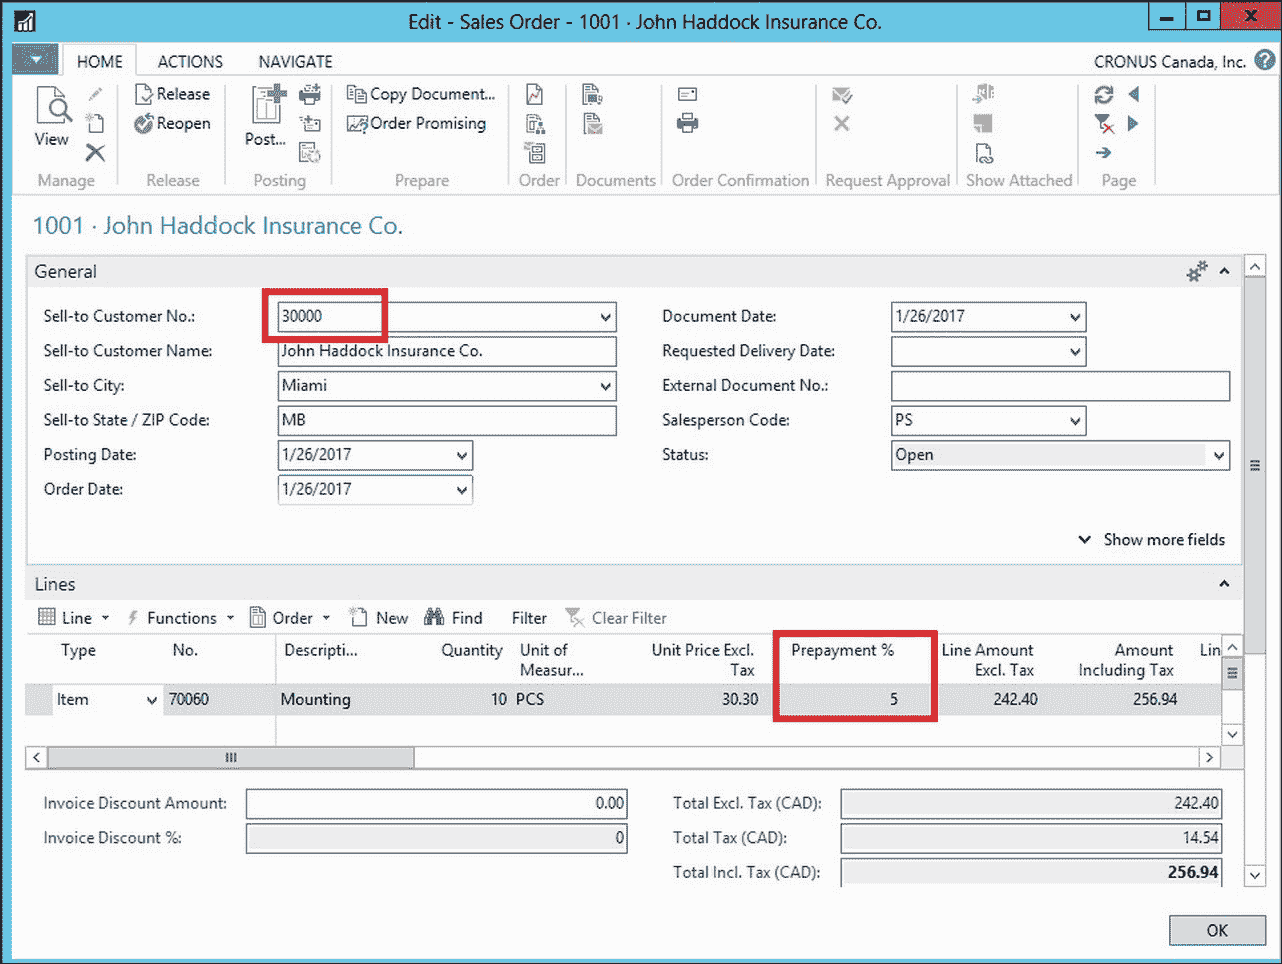 Edit - Sales Order - 1001 · John Haddock Insurance Co.
HOME ACTIONS NAVIGATE CRONUS Canada, Inc.
View
Release
Reopen
Post...
Copy Document...
Order Promising
Manage Release Posting Prepare Order Documents Order Confirmation Request Approval Show Attached Page
1001 · John Haddock Insurance Co.
General
Sell-to Customer No.: 30000 Document Date: 1/26/2017
Sell-to Customer Name: John Haddock Insurance Co. Requested Delivery Date:
Sell-to City: Miami External Document No.:
Sell-to State / ZIP Code: MB Salesperson Code: PS
Posting Date: 1/26/2017 Status: Open
Order Date: 1/26/2017
Show more fields
Lines
Line Functions Order New Find Filter Clear Filter
Type No. Descripti... Quantity Unit of Measur... Unit Price Excl. Tax Prepayment % Line Amount Excl. Tax Amount Including Tax Lin
Item 70060 Mounting 10 PCS 30.30 5 242.40 256.94
Invoice Discount Amount: 0.00 Total Excl. Tax (CAD): 242.40
Invoice Discount %: 0 Total Tax (CAD): 14.54
Total Incl. Tax (CAD): 256.94
OK